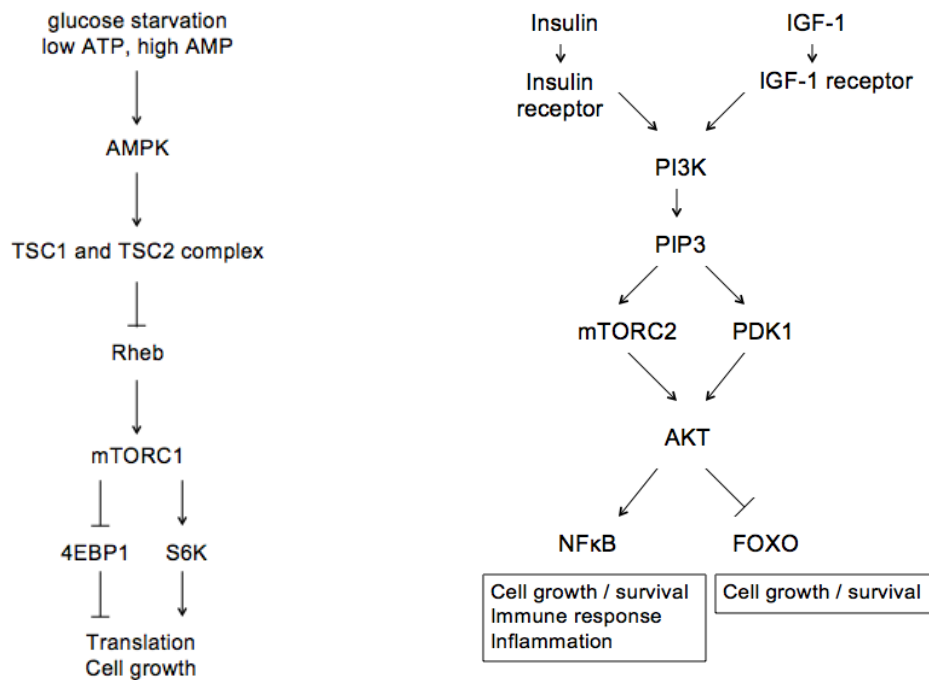 glucose starvation
low ATP, high AMP
AMPK
TSC1 and TSC2 complex
Rheb
mTORC1
4EBP1 S6K
Translation
Cell growth
Insulin IGF-1
Insulin
receptor
IGF-1 receptor
PI3K
PIP3
mTORC2 PDK1
AKT
NFκB FOXO
Cell growth / survival
Immune response
Inflammation
Cell growth / survival